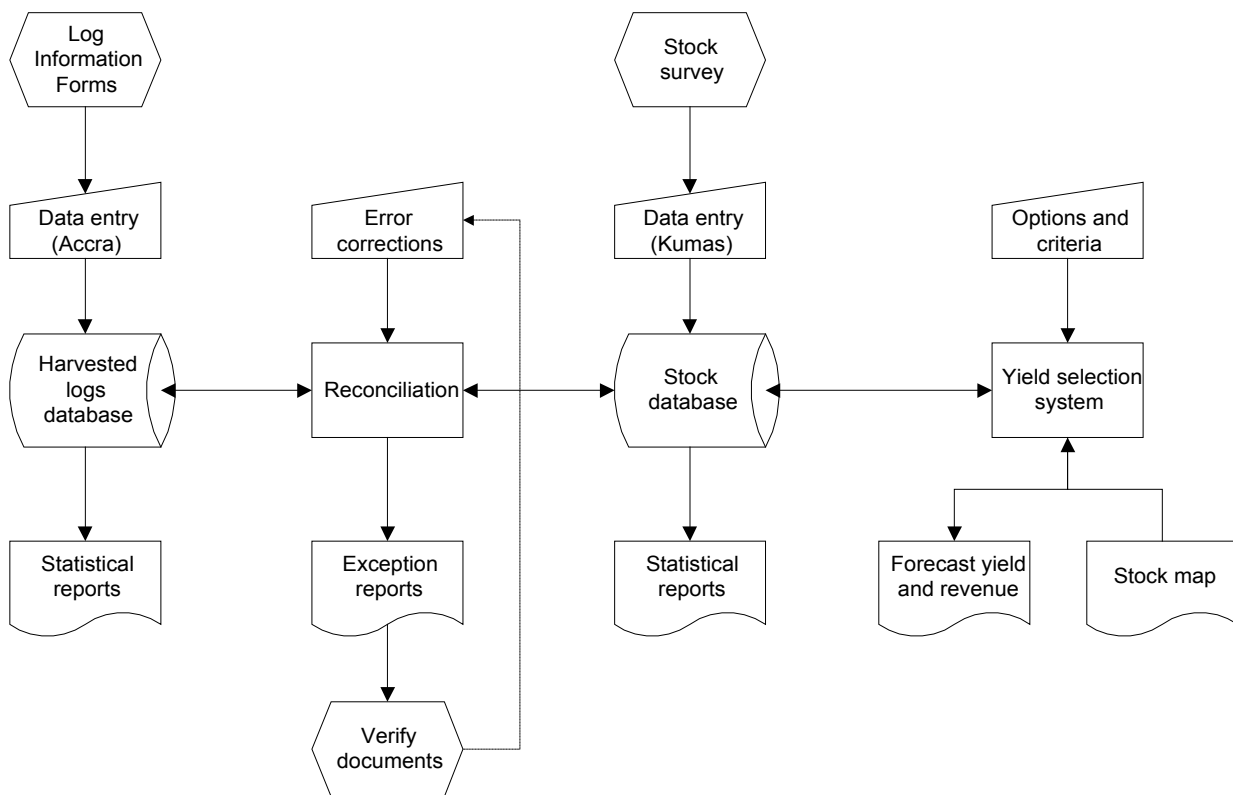 Log
Information
Forms
Stock
survey
Data entry
(Accra)
Error
corrections
Data entry
(Kumas)
Options and
criteria
Harvested
logs
database
Reconciliation
Stock
database
Yield selection
system
Statistical
reports
Exception
reports
Statistical
reports
Forecast yield
and revenue
Stock map
Verify
documents